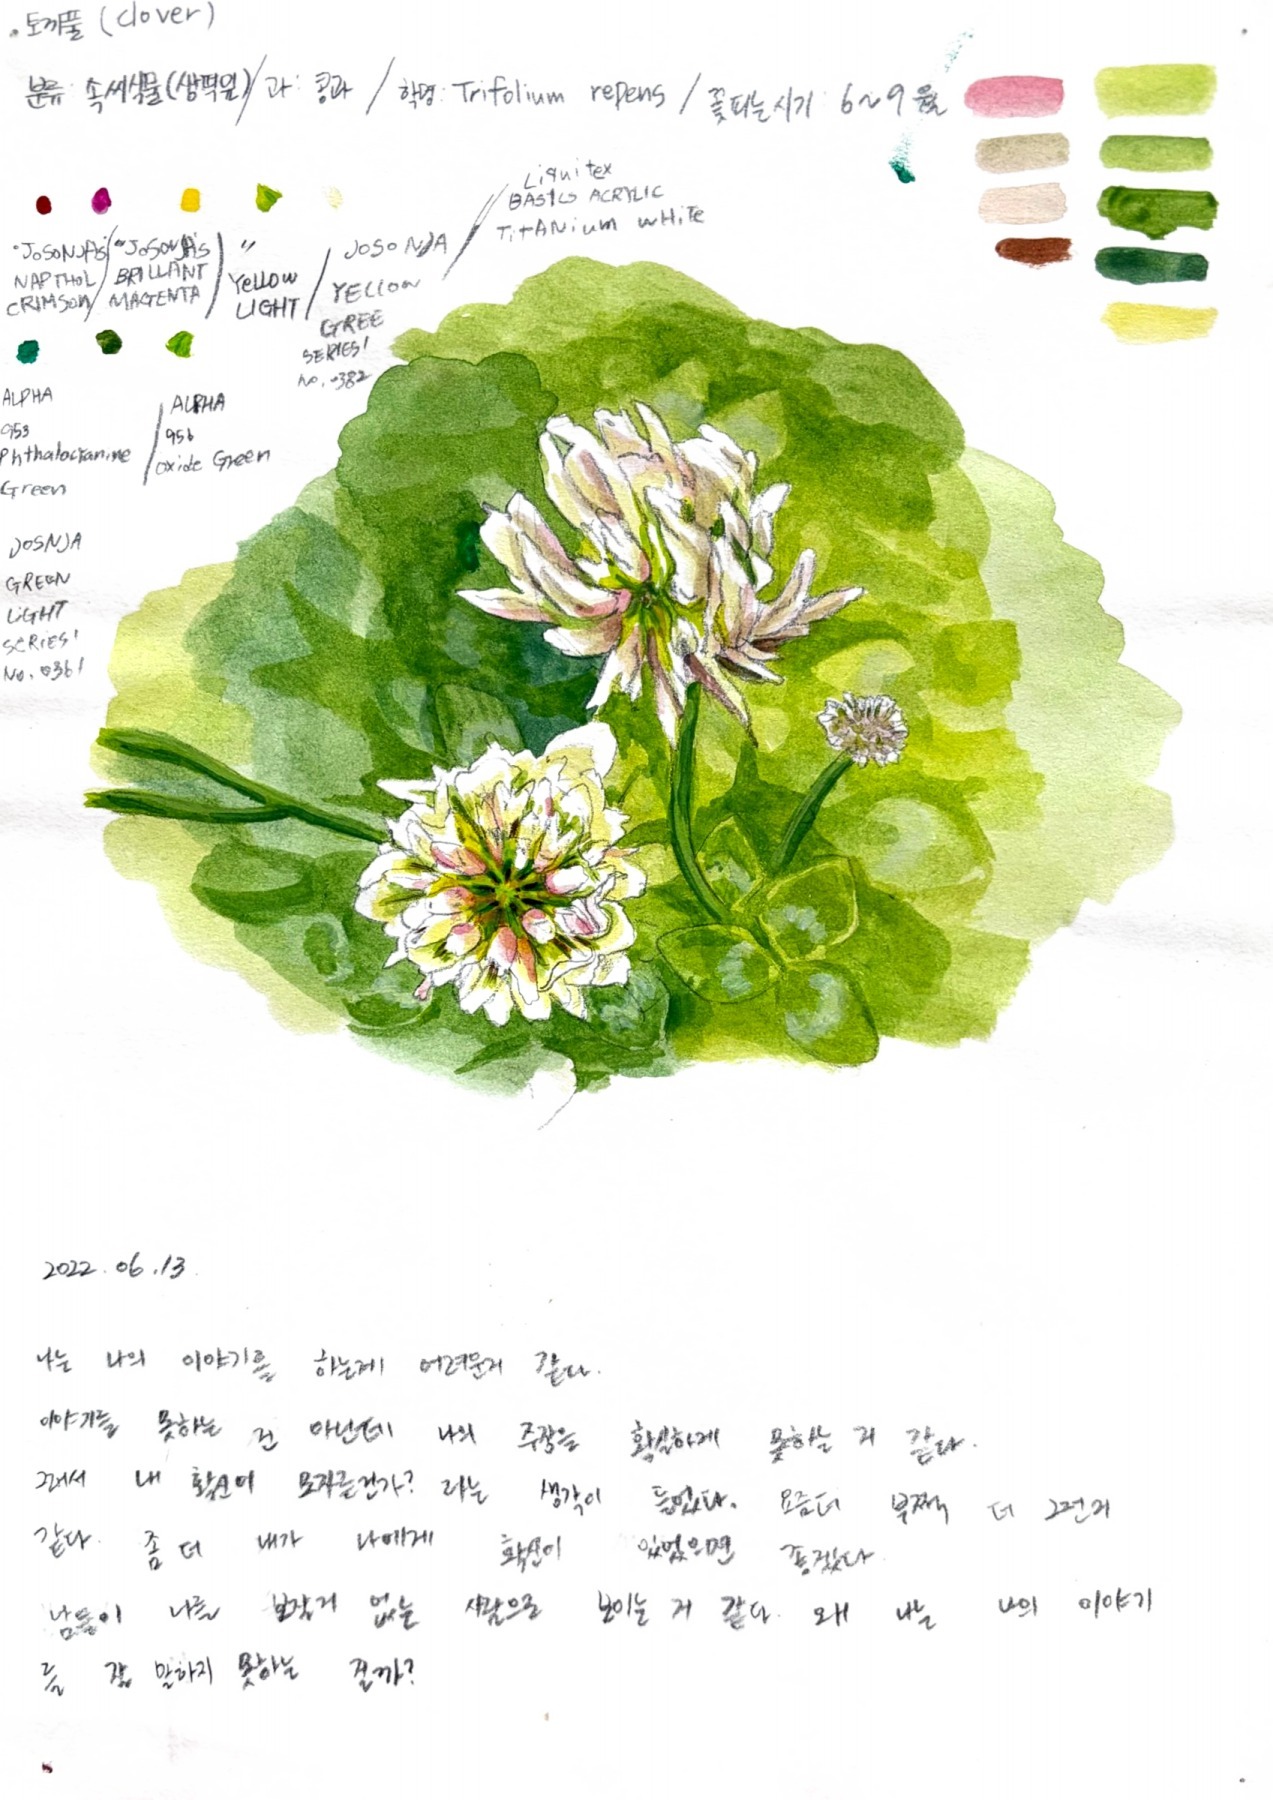 . 토끼풀 (clover)
분류: 속씨식물(쌍떡잎)/ 과: 콩과 / 학명: Trifolium repens / 꽃피는시기: 6~9월
"JOSONJA's NAPTHOL CRIMSON/
"JOSONJA's BRILLANT MAGENTA /
" YELLOW LIGHT /
JOSONJA YELLOW GREE SERIES1 No. 0382 /
Liquitex
BASICS ACRYLIC
TITANIUM WHITE
ALPHA
953
Phthalocyanine
Green /
ALPHA
956
oxide Green
JOSNJA
GREEN
LIGHT
SERIES1
No. 0361
2022. 06. 13.
나는 나의 이야기를 하는게 어려운거 같다.
이야기를 못하는 건 아닌데 나의 주장을 확실하게 못하는 거 같다.
그래서 내 확신이 모자른건가? 라는 생각이 들었다. 요즘더 부쩍 더 그런거
같다. 좀 더 내가 나에게 확신이 있었으면 좋겠다.
남들이 나를 보잘거 없는 사람으로 보이는 거 같다. 왜 나는 나의 이야기
를 잘 말하지 못하는 걸까?